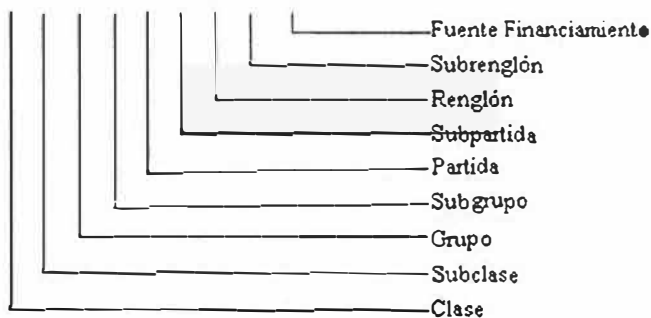 Fuente Financiamiento
Subrenglón
Renglón
Subpartida
Partida
Subgrupo
Grupo
Subclase
Clase